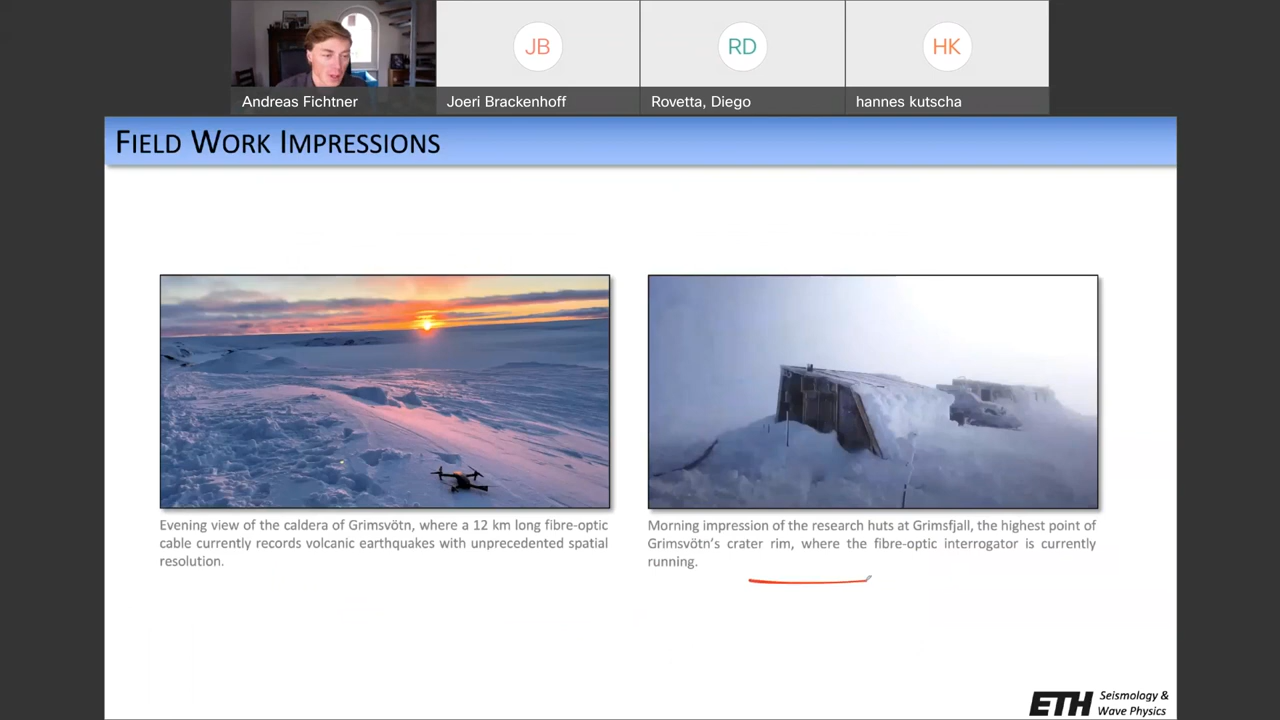 JB
RD
HK
Andreas Fichtner
Joeri Brackenhoff
Rovetta, Diego
hannes kutscha
FIELD WORK IMPRESSIONS
Evening view of the caldera of Grimsvötn, where a 12 km long fibre-optic
cable currently records volcanic earthquakes with unprecedented spatial
resolution.
Morning impression of the research huts at Grimsfjall, the highest point of
Grimsvötn's crater rim, where the fibre-optic interrogator is currently
running.
ETH
Seismology &
Wave Physics